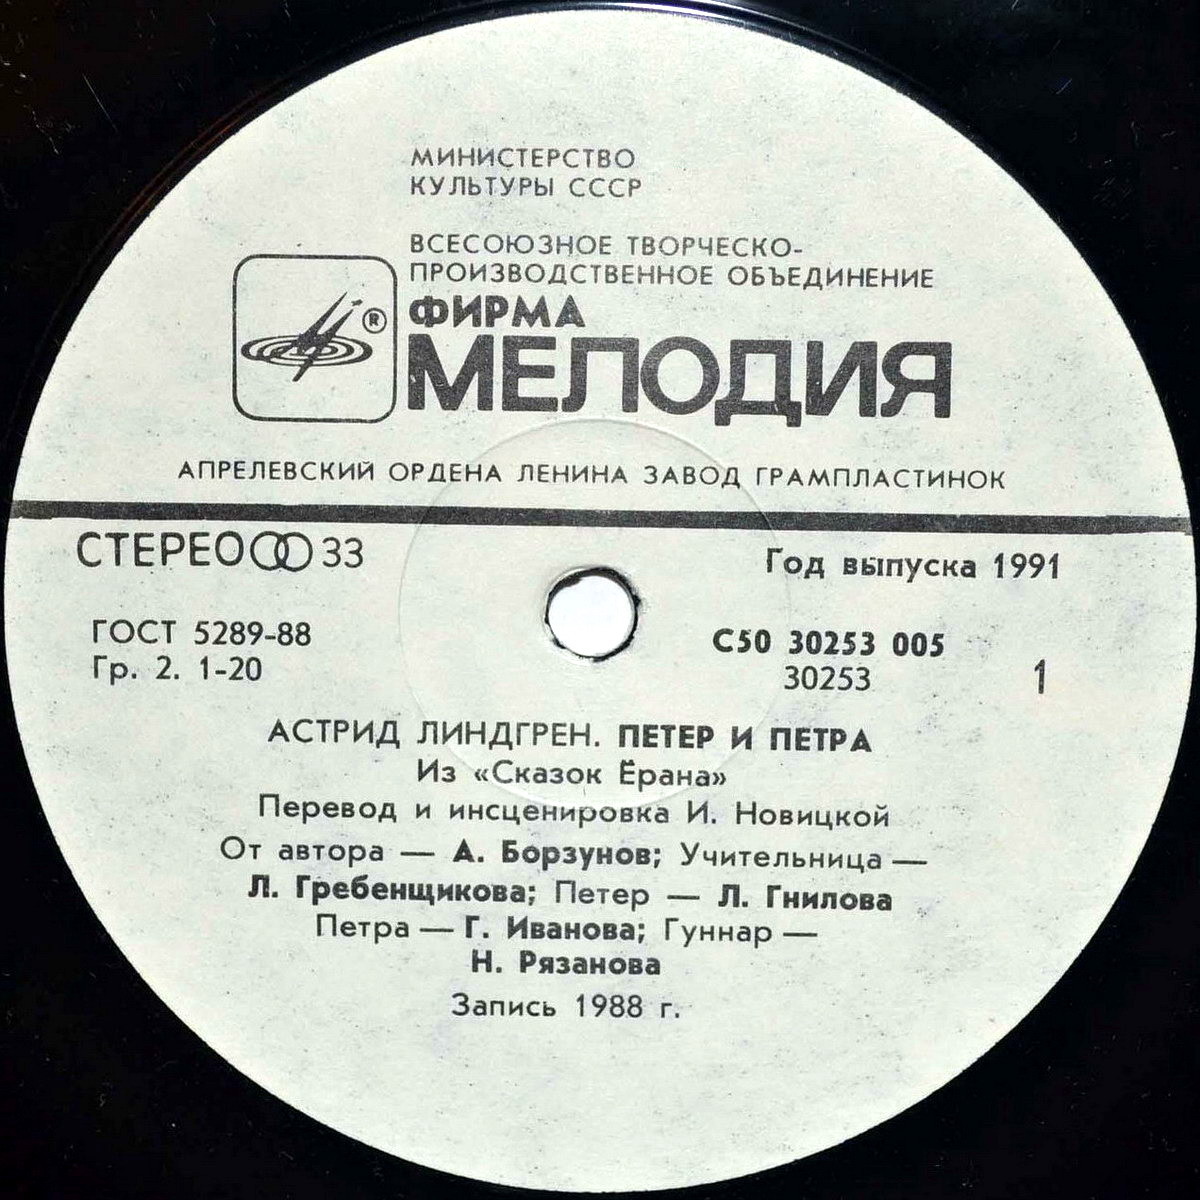 МИНИСТЕРСТВО
КУЛЬТУРЫ СССР
ВСЕСОЮЗНОЕ ТВОРЧЕСКО-
ПРОИЗВОДСТВЕННОЕ ОБЪЕДИНЕНИЕ
ФИРМА
®
МЕЛОДИЯ
АПРЕЛЕВСКИЙ ОРДЕНА ЛЕНИНА ЗАВОД ГРАМПЛАСТИНОК
СТЕРЕО 33
Год выпуска 1991
ГОСТ 5289-88
Гр. 2. 1-20
С50 30253 005
30253
1
АСТРИД ЛИНДГРЕН. ПЕТЕР И ПЕТРА
Из «Сказок Ёрана»
Перевод и инсценировка И. Новицкой
От автора — А. Борзунов; Учительница —
Л. Гребенщикова; Петер — Л. Гнилова
Петра — Г. Иванова; Гуннар —
Н. Рязанова
Запись 1988 г.